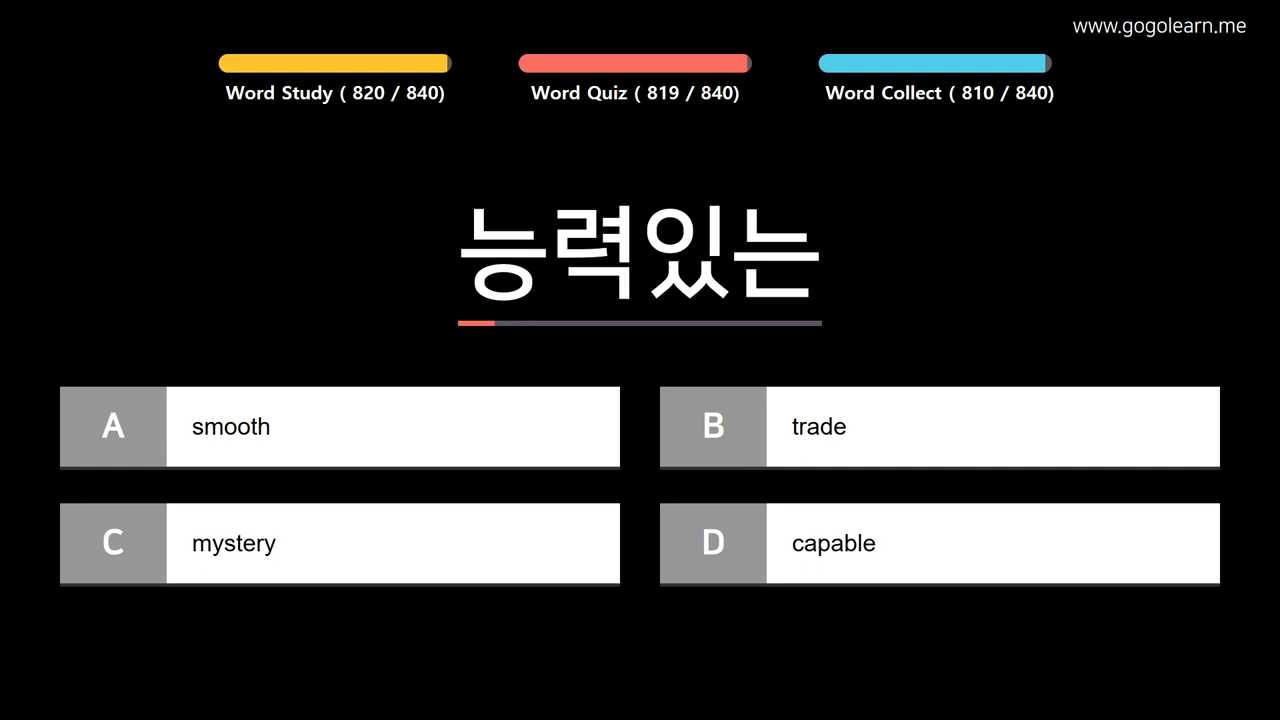 www.gogolearn.me
Word Study ( 820 / 840)
Word Quiz ( 819 / 840)
Word Collect ( 810 / 840)
능력있는
A smooth
B trade
C mystery
D capable